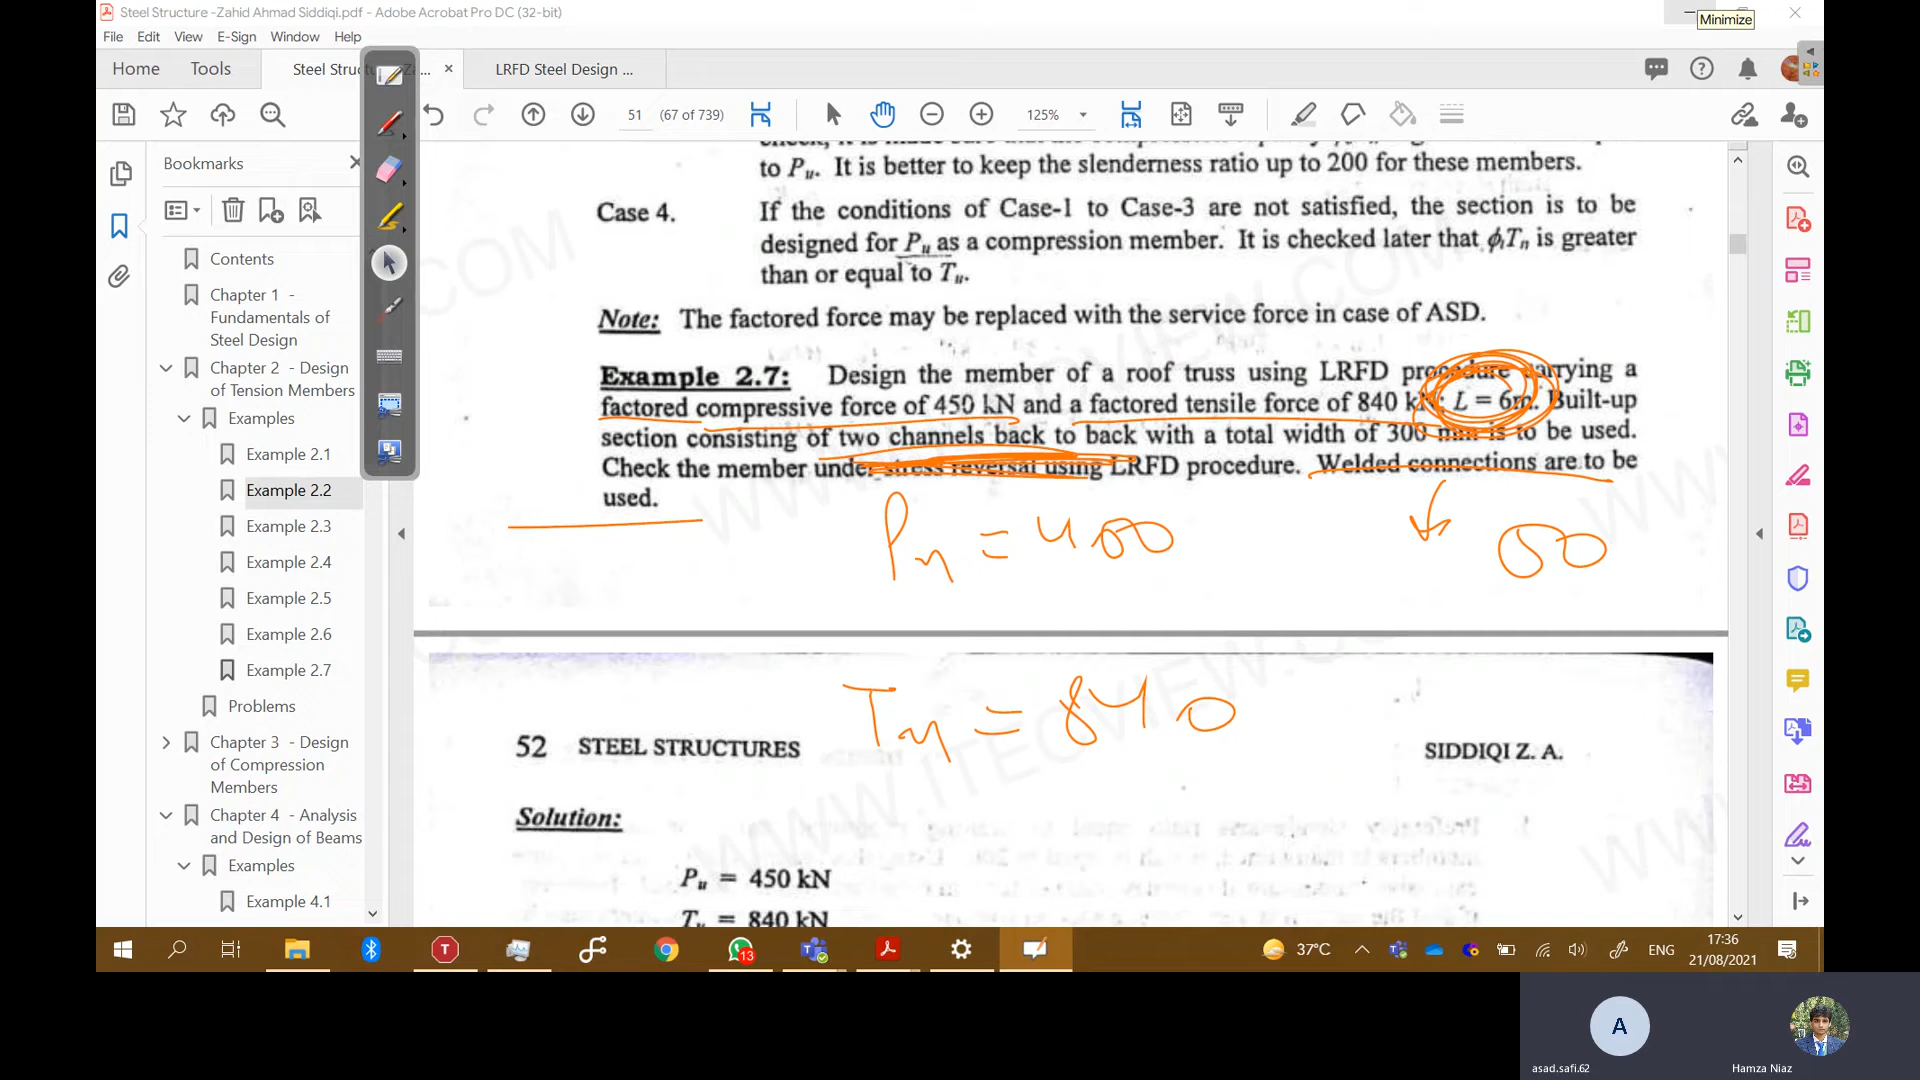 Steel Structure -Zahid Ahmad Siddiqi.pdf - Adobe Acrobat Pro DC (32-bit)
Minimize
File Edit View E-Sign Window Help
Home Tools Steel Struct ... × LRFD Steel Design ...
51 (67 of 739) 125%
Bookmarks
Contents
Chapter 1 -
Fundamentals of
Steel Design
Chapter 2 - Design
of Tension Members
Examples
Example 2.1
Example 2.2
Example 2.3
Example 2.4
Example 2.5
Example 2.6
Example 2.7
Problems
Chapter 3 - Design
of Compression
Members
Chapter 4 - Analysis
and Design of Beams
Examples
Example 4.1
to Pu. It is better to keep the slenderness ratio up to 200 for these members.
Case 4. If the conditions of Case-1 to Case-3 are not satisfied, the section is to be
designed for Pu as a compression member. It is checked later that ϕtTn is greater
than or equal to Tu.
Note: The factored force may be replaced with the service force in case of ASD.
Example 2.7: Design the member of a roof truss using LRFD procedure carrying a
factored compressive force of 450 kN and a factored tensile force of 840 kN; L = 6m. Built-up
section consisting of two channels back to back with a total width of 300 mm is to be used.
Check the member under stress reversal using LRFD procedure. Welded connections are to be
used.
Pu = 400
Tu = 840
52 STEEL STRUCTURES SIDDIQI Z. A.
Solution:
Pu = 450 kN
Tu = 840 kN
13
37°C
ENG
17:36
21/08/2021
A
asad.safi.62
Hamza Niaz